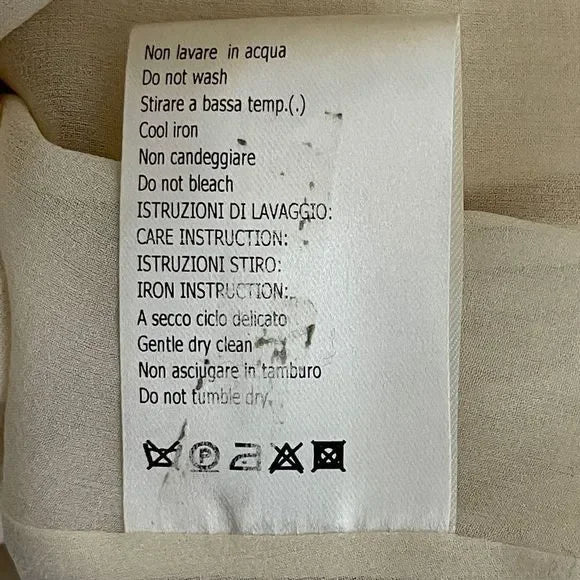 Non lavare in acqua
Do not wash
Stirare a bassa temp.(.)
Cool iron
Non candeggiare
Do not bleach
ISTRUZIONI DI LAVAGGIO:
CARE INSTRUCTION:
ISTRUZIONI STIRO:
IRON INSTRUCTION:
A secco ciclo delicato
Gentle dry clean
Non asciugare in tamburo
Do not tumble dry.
P